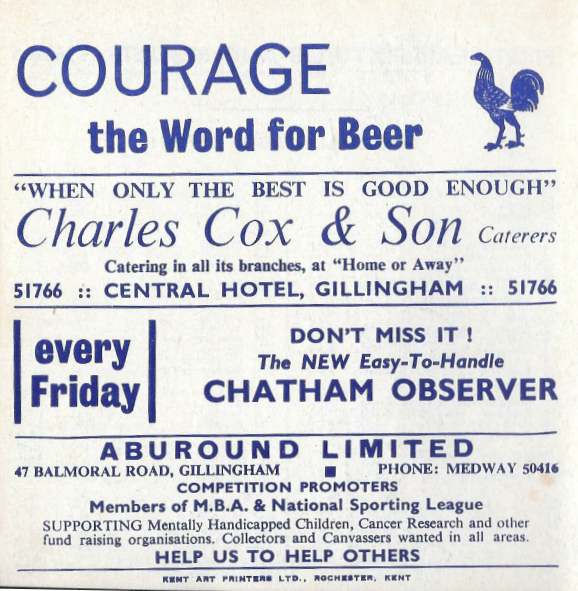 COURAGE
the Word for Beer
"WHEN ONLY THE BEST IS GOOD ENOUGH"
Charles Cox & Son Caterers
Catering in all its branches, at "Home or Away"
51766 :: CENTRAL HOTEL, GILLINGHAM :: 51766
every
Friday
DON'T MISS IT !
The NEW Easy-To-Handle
CHATHAM OBSERVER
ABUROUND LIMITED
47 BALMORAL ROAD, GILLINGHAM ■ PHONE: MEDWAY 50416
COMPETITION PROMOTERS
Members of M.B.A. & National Sporting League
SUPPORTING Mentally Handicapped Children, Cancer Research and other
fund raising organisations. Collectors and Canvassers wanted in all areas.
HELP US TO HELP OTHERS
KENT ART PRINTERS LTD., ROCHESTER, KENT